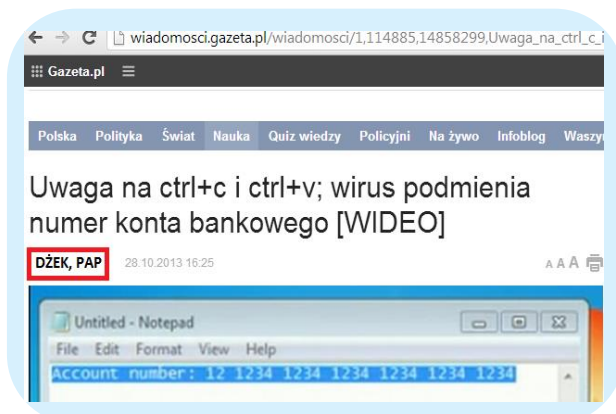 wiadomosci.gazeta.pl/wiadomosci/1,114885,14858299,Uwaga_na_ctrl_c_i
Gazeta.pl
Polska Polityka Świat Nauka Quiz wiedzy Policyjni Na żywo Infoblog Waszy
Uwaga na ctrl+c i ctrl+v; wirus podmienia
numer konta bankowego [WIDEO]
DŻEK, PAP 28.10.2013 16:25 A A A
Untitled - Notepad
File Edit Format View Help
Account number: 12 1234 1234 1234 1234 1234 1234